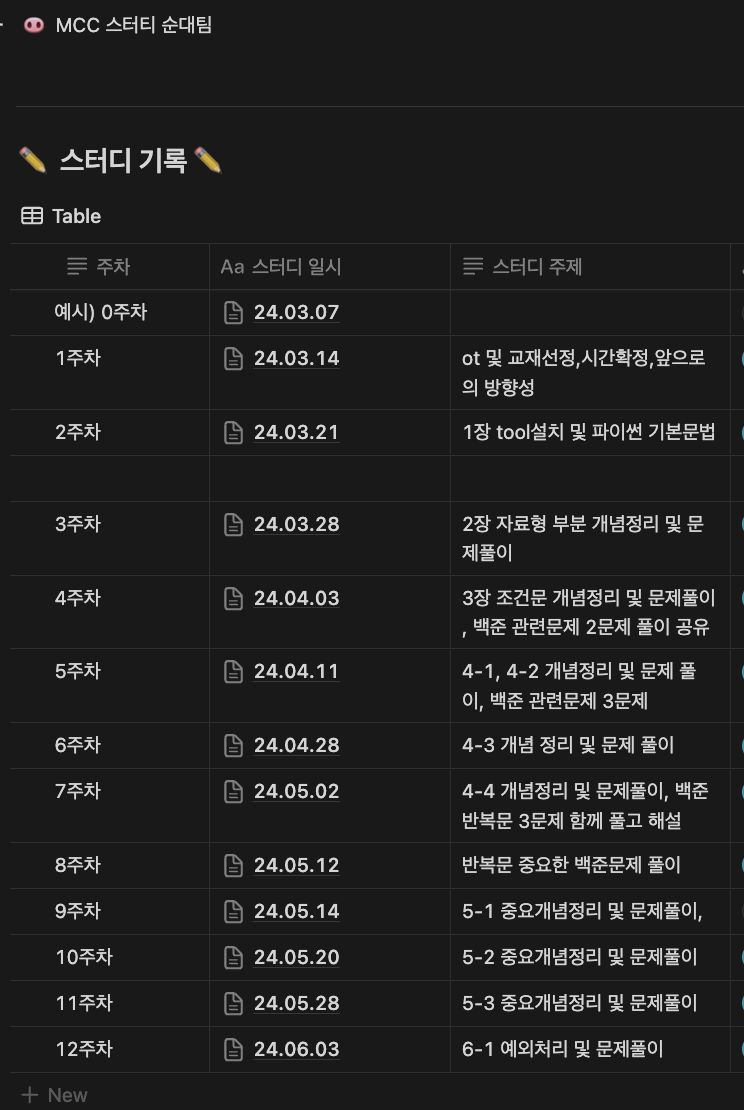 MCC 스터티 순대팀
스터디 기록
Table
주차 Aa 스터디 일시 스터디 주제
예시) 0주차 24.03.07
1주차 24.03.14 ot 및 교재선정,시간확정,앞으로
의 방향성
2주차 24.03.21 1장 tool설치 및 파이썬 기본문법
3주차 24.03.28 2장 자료형 부분 개념정리 및 문
제풀이
4주차 24.04.03 3장 조건문 개념정리 및 문제풀이
, 백준 관련문제 2문제 풀이 공유
5주차 24.04.11 4-1, 4-2 개념정리 및 문제 풀
이, 백준 관련문제 3문제
6주차 24.04.28 4-3 개념 정리 및 문제 풀이
7주차 24.05.02 4-4 개념정리 및 문제풀이, 백준
반복문 3문제 함께 풀고 해설
8주차 24.05.12 반복문 중요한 백준문제 풀이
9주차 24.05.14 5-1 중요개념정리 및 문제풀이,
10주차 24.05.20 5-2 중요개념정리 및 문제풀이
11주차 24.05.28 5-3 중요개념정리 및 문제풀이
12주차 24.06.03 6-1 예외처리 및 문제풀이
New